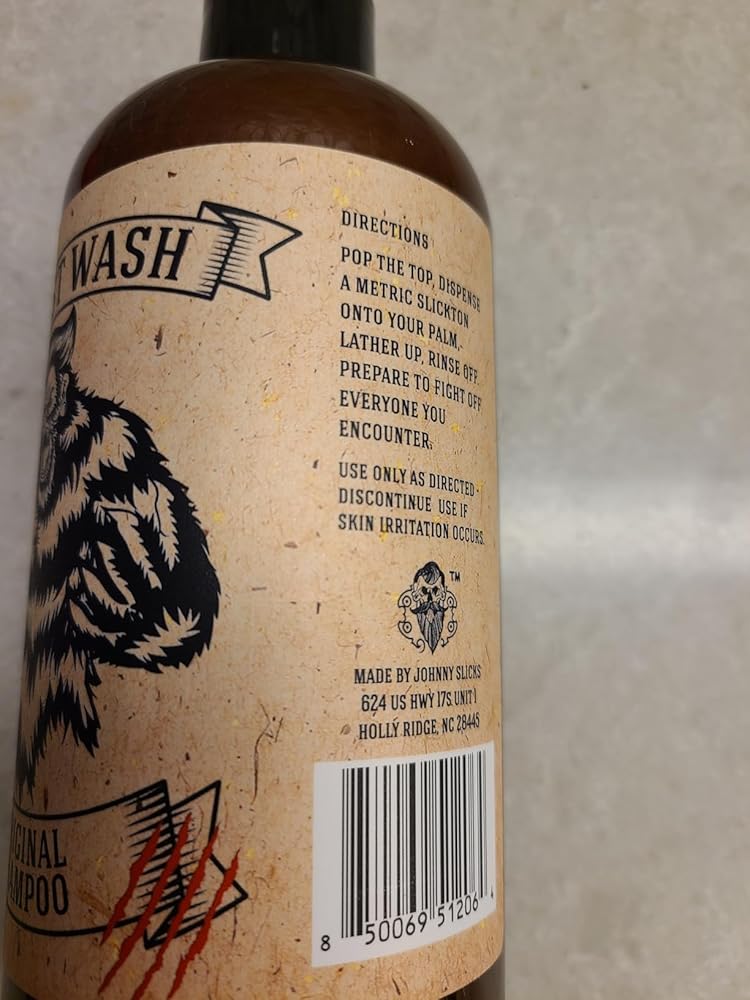 WASH
DIRECTIONS
POP THE TOP, DISPENSE
A METRIC SLICKTON
ONTO YOUR PALM,
LATHER UP, RINSE OFF.
PREPARE TO FIGHT OFF
EVERYONE YOU
ENCOUNTER.
USE ONLY AS DIRECTED -
DISCONTINUE USE IF
SKIN IRRITATION OCCURS.
TM
MADE BY JOHNNY SLICKS
624 US HWY 17S UNIT 1
HOLLY RIDGE, NC 28445
8 50069 51206 4